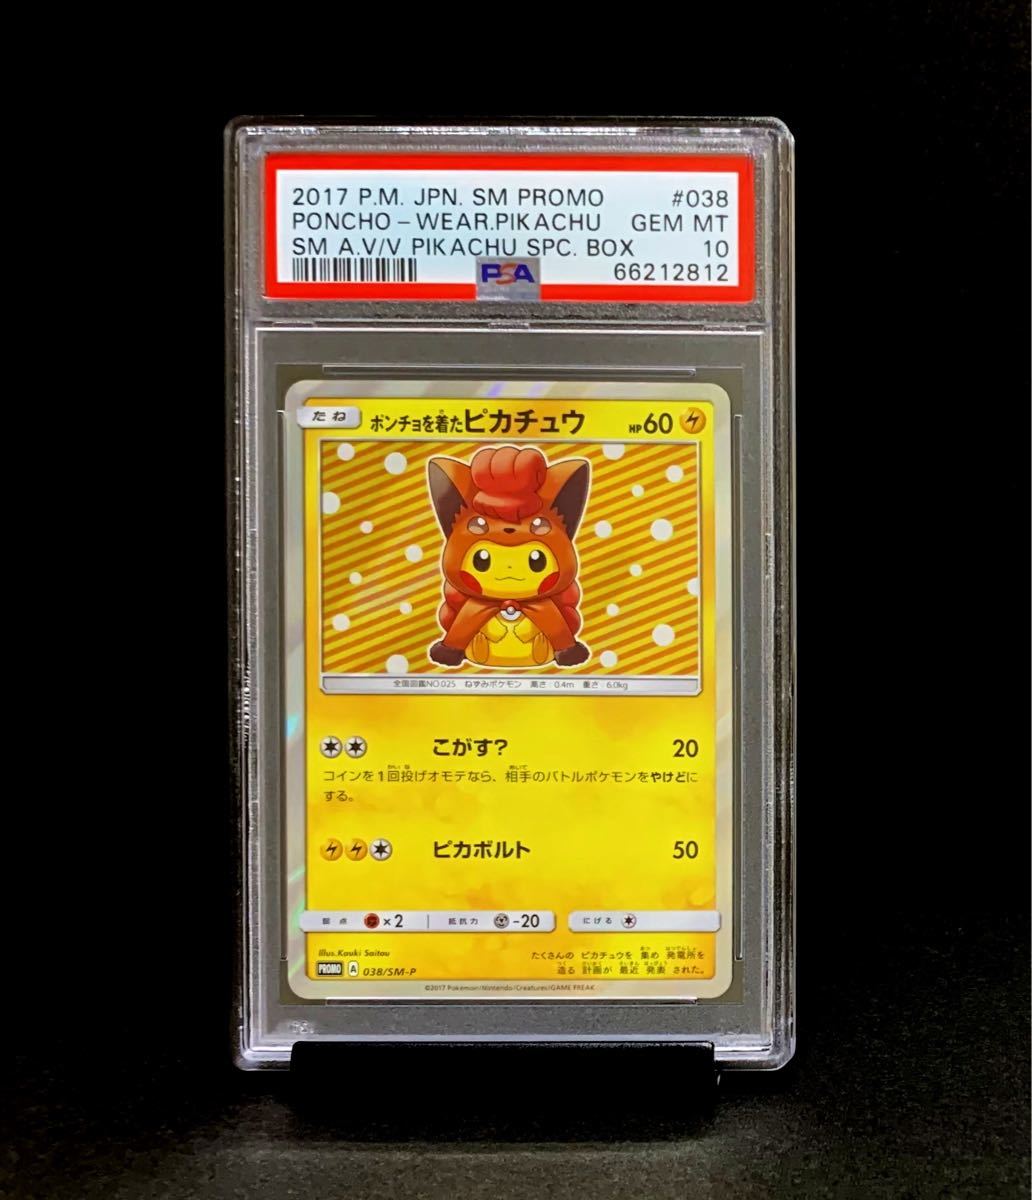 2017 P.M. JPN. SM PROMO #038
PONCHO-WEAR.PIKACHU GEM MT
SM A.V/V PIKACHU SPC. BOX 10
PSA 66212812
たね ポンチョを着たピカチュウ HP60
全国図鑑NO.025 ねずみポケモン 高さ:0.4m 重さ:6.0kg
こがす? 20
コインを1回投げオモテなら、相手のバトルポケモンをやけどに
する。
ピカボルト 50
弱点 ×2 抵抗力 -20 にげる
Illus.Kouki Saitou
たくさんの ピカチュウを 集め 発電所を
造る 計画が 最近 発表 された。
PROMO A 038/SM-P
©2017 Pokémon/Nintendo/Creatures/GAME FREAK